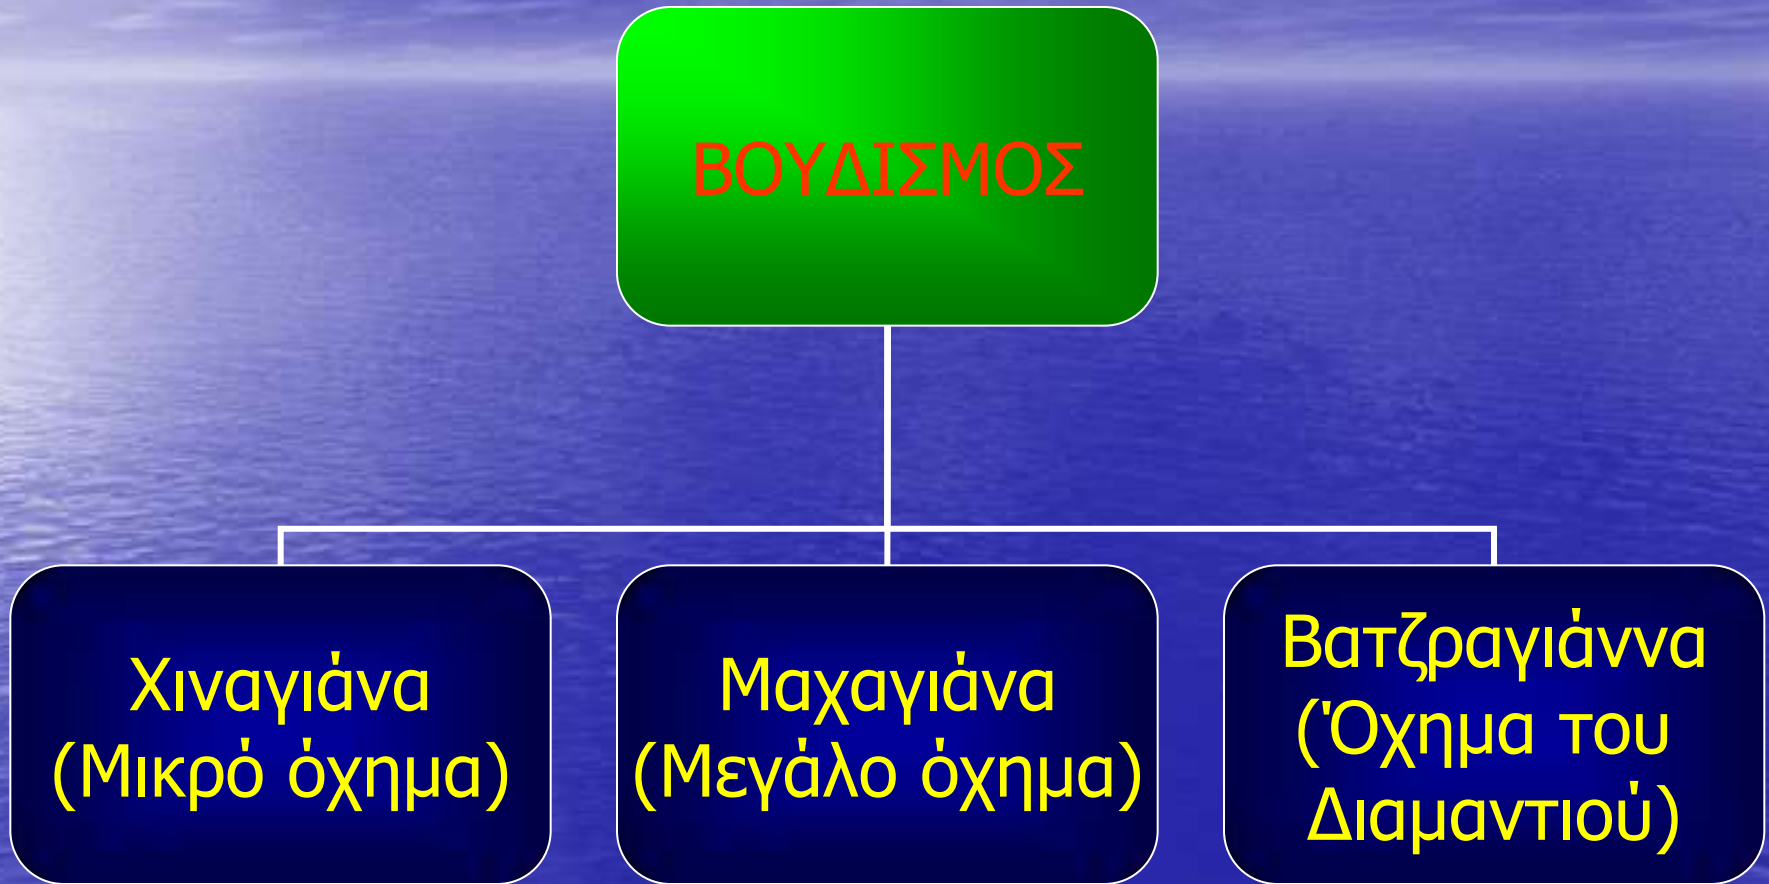 ΒΟΥΔΙΣΜΟΣ
Χιναγιάνα
(Μικρό όχημα)
Μαχαγιάνα
(Μεγάλο όχημα)
Βατζραγιάννα
(Όχημα του
Διαμαντιού)